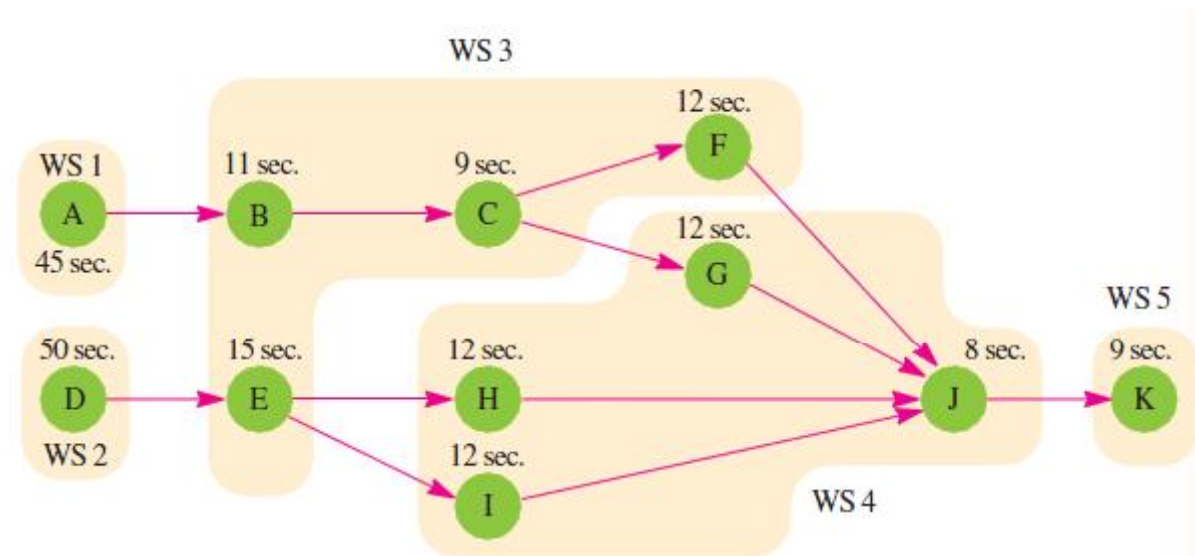 WS 3
12 sec.
F
WS 1
11 sec.
9 sec.
A
B
C
45 sec.
12 sec.
G
WS 5
50 sec.
15 sec.
12 sec.
8 sec.
9 sec.
D
E
H
J
K
WS 2
12 sec.
I
WS 4